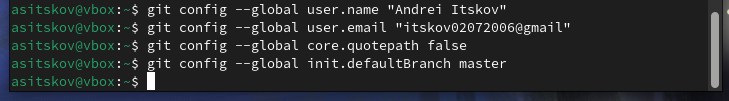 asitskov@vbox:~$ git config --global user.name "Andrei Itskov"
asitskov@vbox:~$ git config --global user.email "itskov02072006@gmail"
asitskov@vbox:~$ git config --global core.quotepath false
asitskov@vbox:~$ git config --global init.defaultBranch master
asitskov@vbox:~$